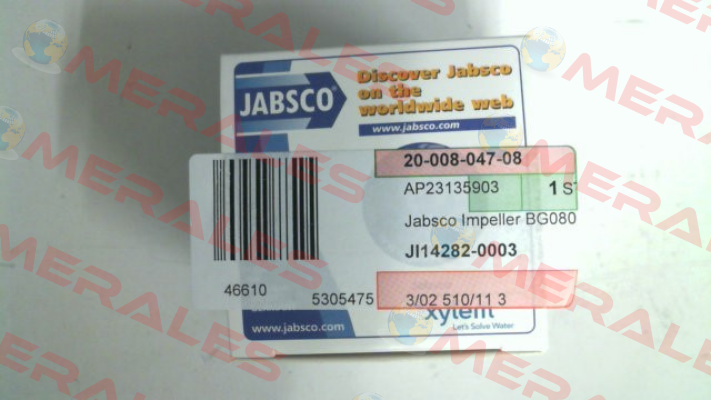 JABSCO®
Discover Jabsco
on the
worldwide web
www.jabsco.com
20-008-047-08
AP23135903
1 ST
Jabsco Impeller BG080
JI14282-0003
46610
5305475
3/02 510/11 3
www.jabsco.com
xylem
Let's Solve Water
MERALES
MERALES
MERALES
MERALES
MERALES